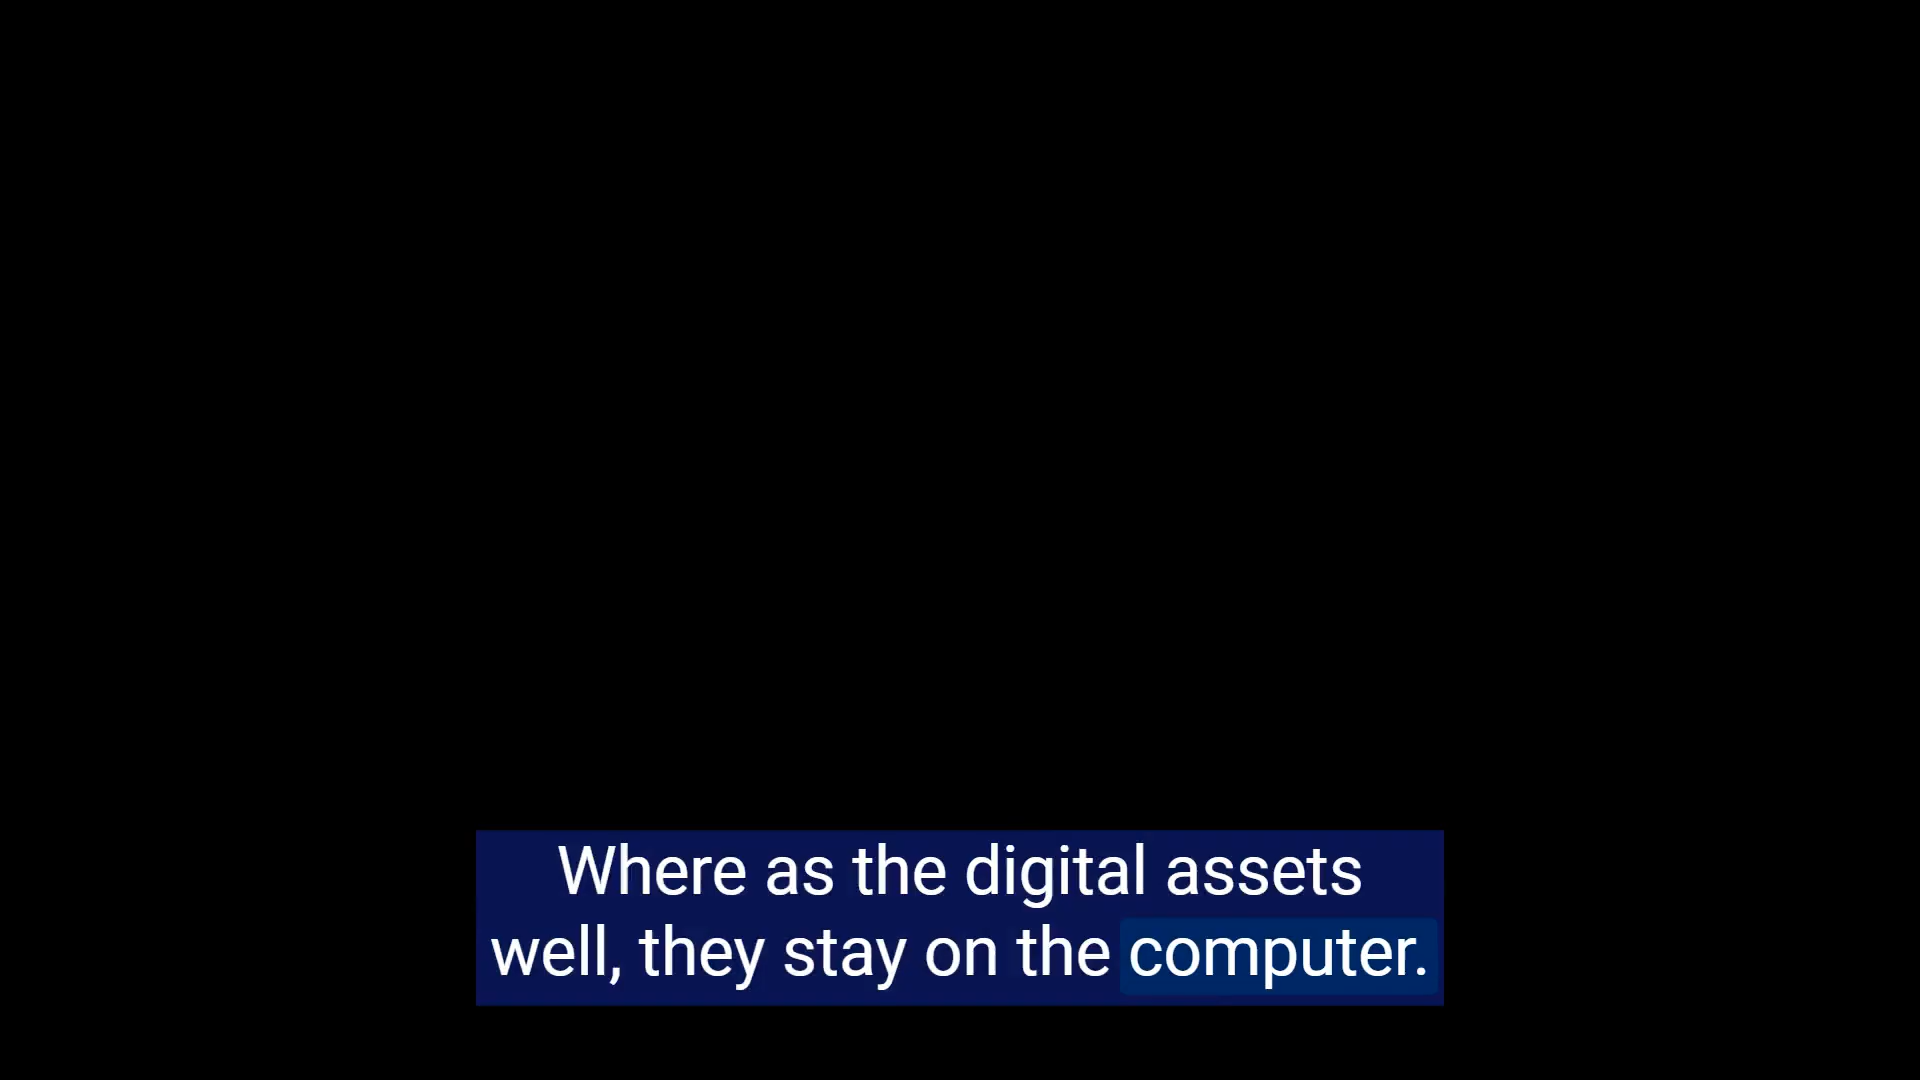 Where as the digital assets
well, they stay on the computer.